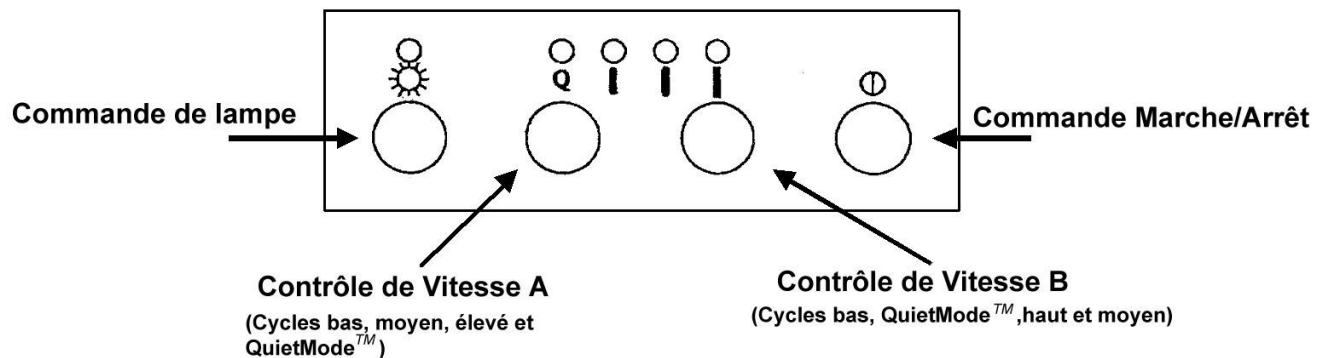 Q
Commande de lampe
Commande Marche/Arrêt
Contrôle de Vitesse A
(Cycles bas, moyen, élevé et
QuietMode™)
Contrôle de Vitesse B
(Cycles bas, QuietMode™,haut et moyen)